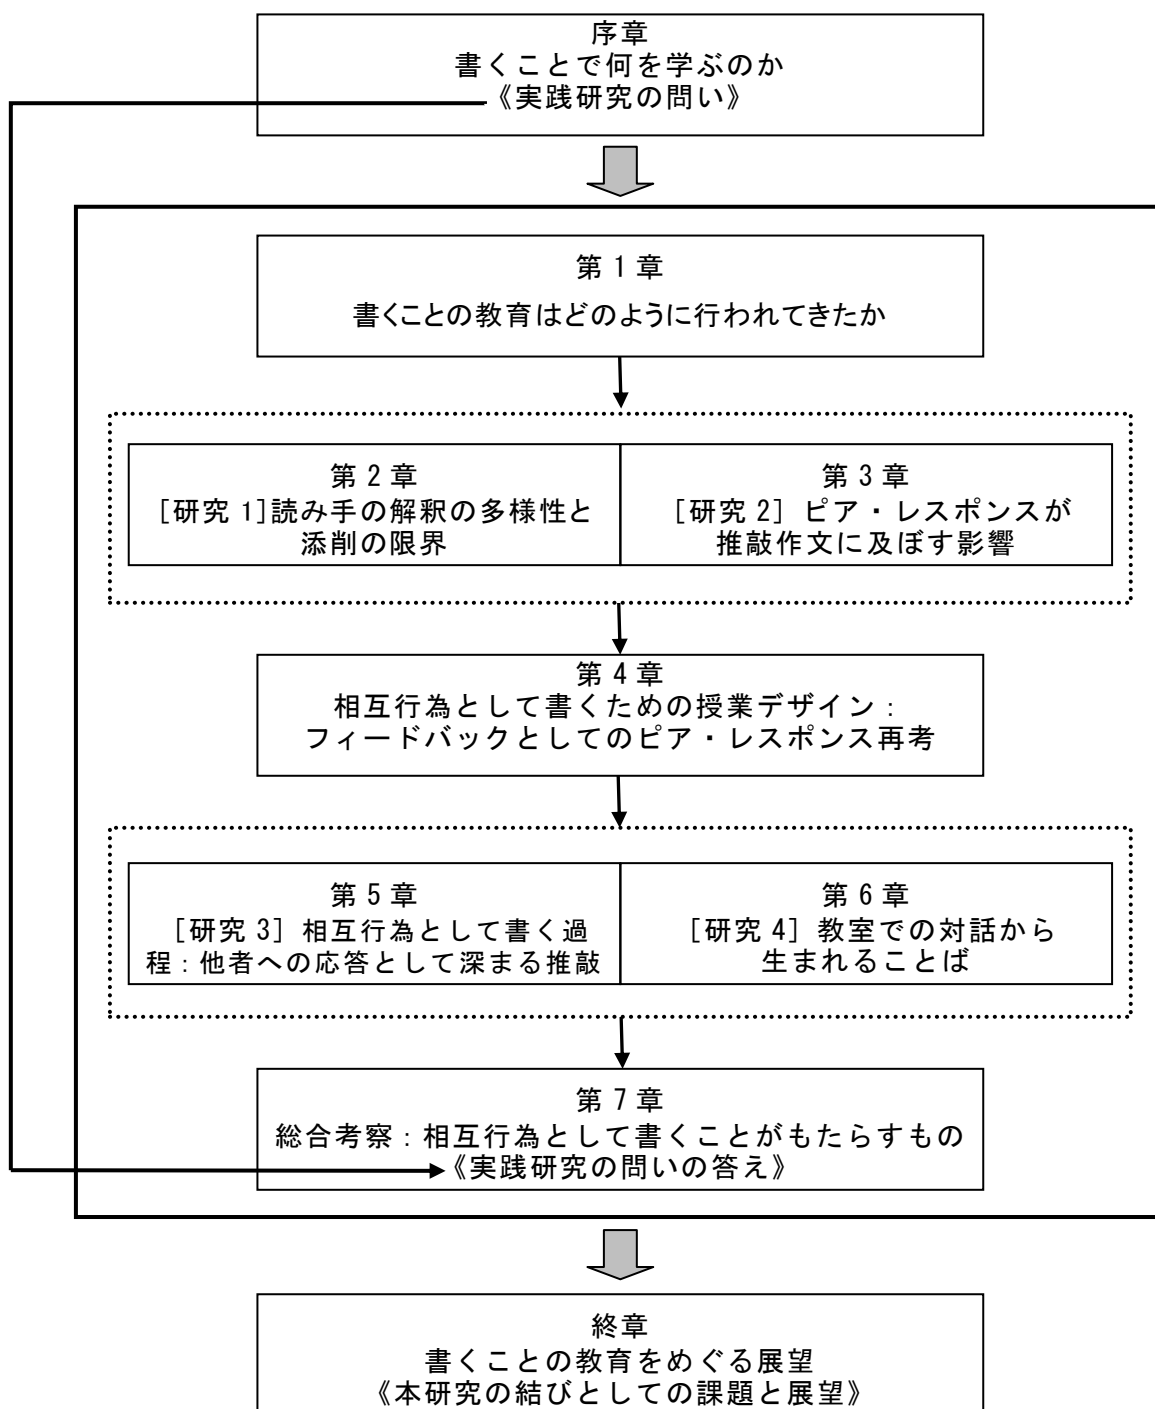 序章
書くことで何を学ぶのか
《実践研究の問い》
第1章
書くことの教育はどのように行われてきたか
第2章
[研究1]読み手の解釈の多様性と
添削の限界
第3章
[研究2] ピア・レスポンスが
推敲作文に及ぼす影響
第4章
相互行為として書くための授業デザイン：
フィードバックとしてのピア・レスポンス再考
第5章
[研究3] 相互行為として書く過
程：他者への応答として深まる推敲
第6章
[研究4] 教室での対話から
生まれることば
第7章
総合考察：相互行為として書くことがもたらすもの
《実践研究の問いの答え》
終章
書くことの教育をめぐる展望
《本研究の結びとしての課題と展望》